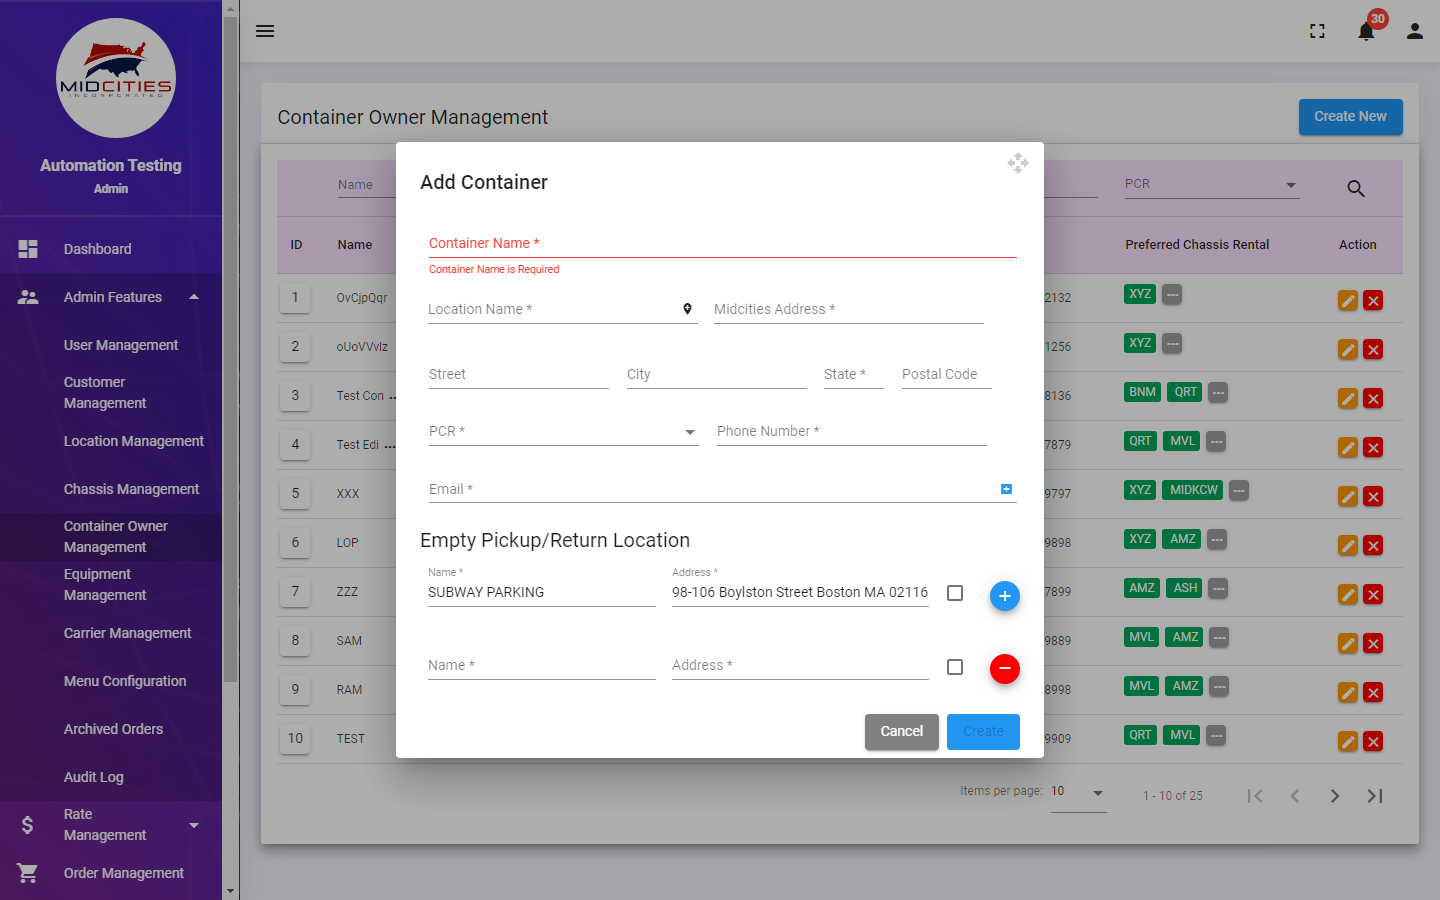 MIDCITIES
INCORPORATED
Automation Testing
Admin
Dashboard
Admin Features
User Management
Customer
Management
Location Management
Chassis Management
Container Owner
Management
Equipment
Management
Carrier Management
Menu Configuration
Archived Orders
Audit Log
Rate
Management
Order Management
30
Container Owner Management
Create New
Name
PCR
ID
Name
Preferred Chassis Rental
Action
1 OvCjpQqr 2132 XYZ ---
2 oUoVVvlz 1256 XYZ ---
3 Test Con ... 8136 BNM QRT ---
4 Test Edi ... 7879 QRT MVL ---
5 XXX 9797 XYZ MIDKCW ---
6 LOP 9898 XYZ AMZ ---
7 ZZZ 7899 AMZ ASH ---
8 SAM 9889 MVL AMZ ---
9 RAM 8998 MVL AMZ ---
10 TEST 9909 QRT MVL ---
Items per page: 10
1 - 10 of 25
Add Container
Container Name *
Container Name is Required
Location Name *
Midcities Address *
Street
City
State *
Postal Code
PCR *
Phone Number *
Email *
Empty Pickup/Return Location
Name *
Address *
SUBWAY PARKING
98-106 Boylston Street Boston MA 02116
Name *
Address *
Cancel
Create